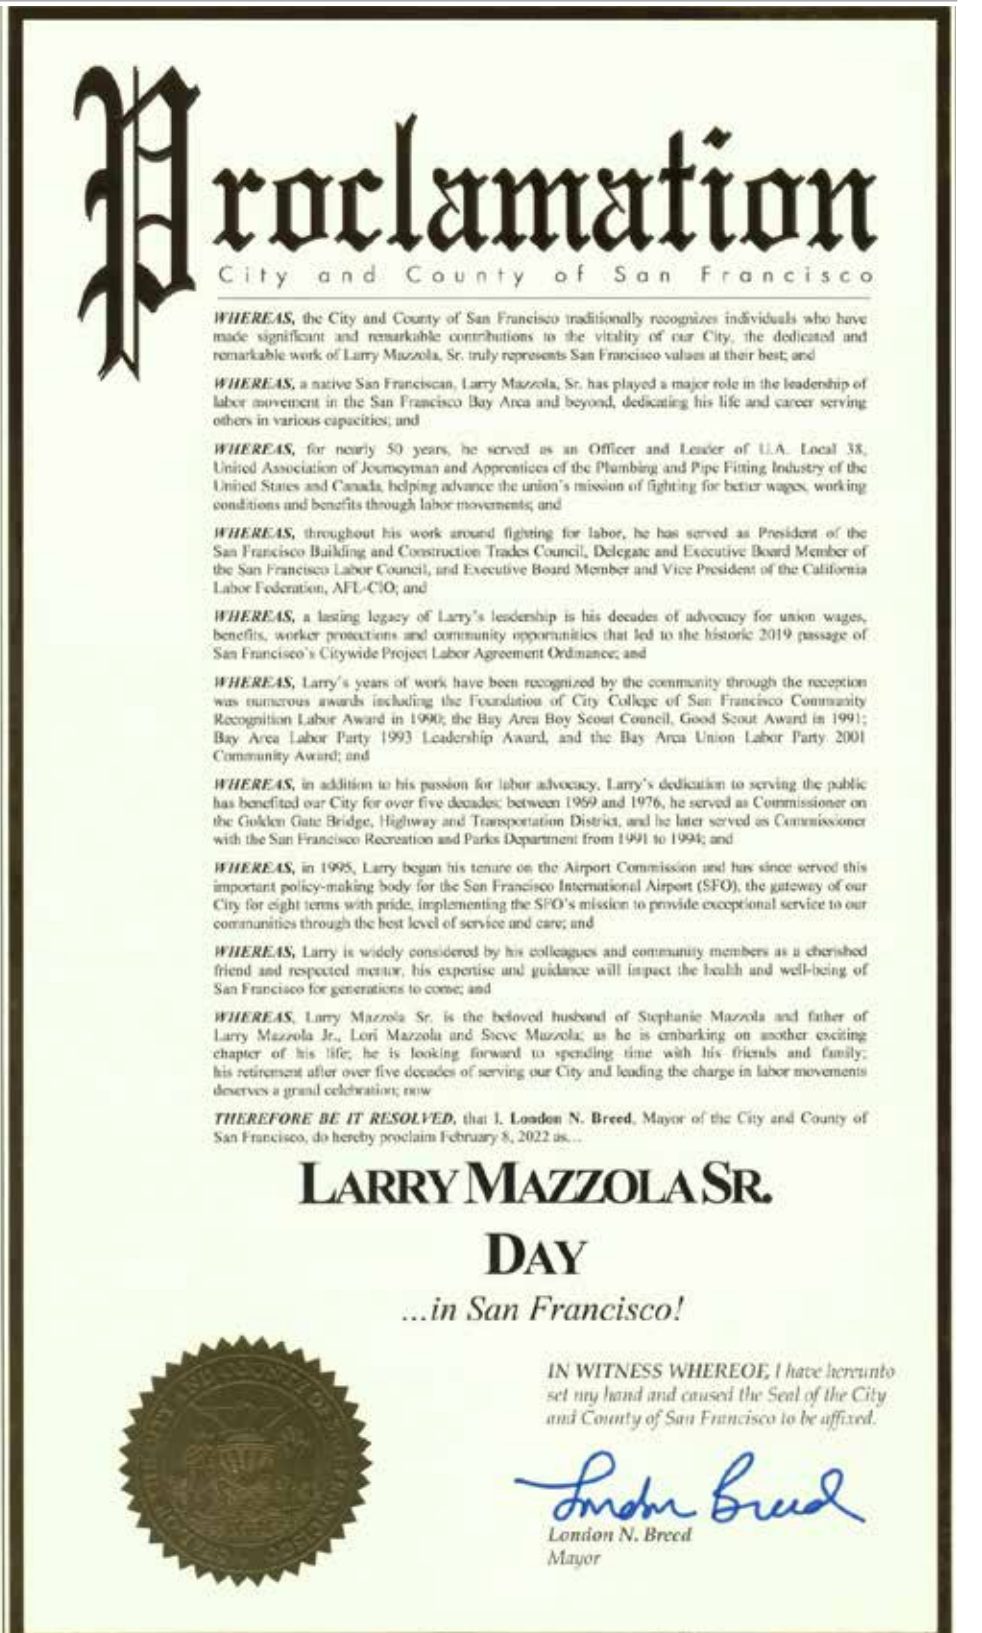 Proclamation
City and County of San Francisco
WHEREAS, the City and County of San Francisco traditionally recognizes individuals who have
made significant and remarkable contributions to the vitality of our City, the dedicated and
remarkable work of Larry Mazzola, Sr. truly represents San Francisco values at their best; and
WHEREAS, a native San Franciscan, Larry Mazzola, Sr. has played a major role in the leadership of
labor movement in the San Francisco Bay Area and beyond, dedicating his life and career serving
others in various capacities; and
WHEREAS, for nearly 50 years, he served as an Officer and Leader of U.A. Local 38,
United Association of Journeyman and Apprentices of the Plumbing and Pipe Fitting Industry of the
United States and Canada, helping advance the union's mission of fighting for better wages, working
conditions and benefits through labor movements; and
WHEREAS, throughout his work around fighting for labor, he has served as President of the
San Francisco Building and Construction Trades Council, Delegate and Executive Board Member of
the San Francisco Labor Council, and Executive Board Member and Vice President of the California
Labor Federation, AFL-CIO; and
WHEREAS, a lasting legacy of Larry's leadership is his decades of advocacy for union wages,
benefits, worker protections and community opportunities that led to the historic 2019 passage of
San Francisco's Citywide Project Labor Agreement Ordinance; and
WHEREAS, Larry's years of work have been recognized by the community through the reception
was numerous awards including the Foundation of City College of San Francisco Community
Recognition Labor Award in 1990; the Bay Area Boy Scout Council, Good Scout Award in 1991;
Bay Area Labor Party 1993 Leadership Award, and the Bay Area Union Labor Party 2001
Community Award; and
WHEREAS, in addition to his passion for labor advocacy, Larry's dedication to serving the public
has benefited our City for over five decades; between 1969 and 1976, he served as Commissioner on
the Golden Gate Bridge, Highway and Transportation District, and he later served as Commissioner
with the San Francisco Recreation and Parks Department from 1991 to 1994; and
WHEREAS, in 1995, Larry began his tenure on the Airport Commission and has since served this
important policy-making body for the San Francisco International Airport (SFO), the gateway of our
City for eight terms with pride, implementing the SFO's mission to provide exceptional service to our
communities through the best level of service and care; and
WHEREAS, Larry is widely considered by his colleagues and community members as a cherished
friend and respected mentor, his expertise and guidance will impact the health and well-being of
San Francisco for generations to come; and
WHEREAS, Larry Mazzola Sr. is the beloved husband of Stephanie Mazzola and father of
Larry Mazzola Jr., Lori Mazzola and Steve Mazzola; as he is embarking on another exciting
chapter of his life; he is looking forward to spending time with his friends and family;
his retirement after over five decades of serving our City and leading the charge in labor movements
deserves a grand celebration; now
THEREFORE BE IT RESOLVED, that I, London N. Breed, Mayor of the City and County of
San Francisco, do hereby proclaim February 8, 2022 as...
LARRY MAZZOLA SR.
DAY
...in San Francisco!
IN WITNESS WHEREOF, I have hereunto
set my hand and caused the Seal of the City
and County of San Francisco to be affixed.
London Breed
London N. Breed
Mayor